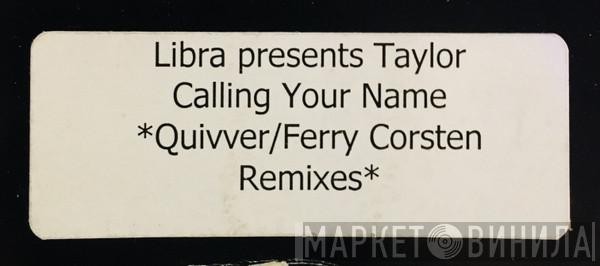 Libra presents Taylor
Calling Your Name
*Quivver/Ferry Corsten
Remixes*
МАРКЕТ ВИНИЛА